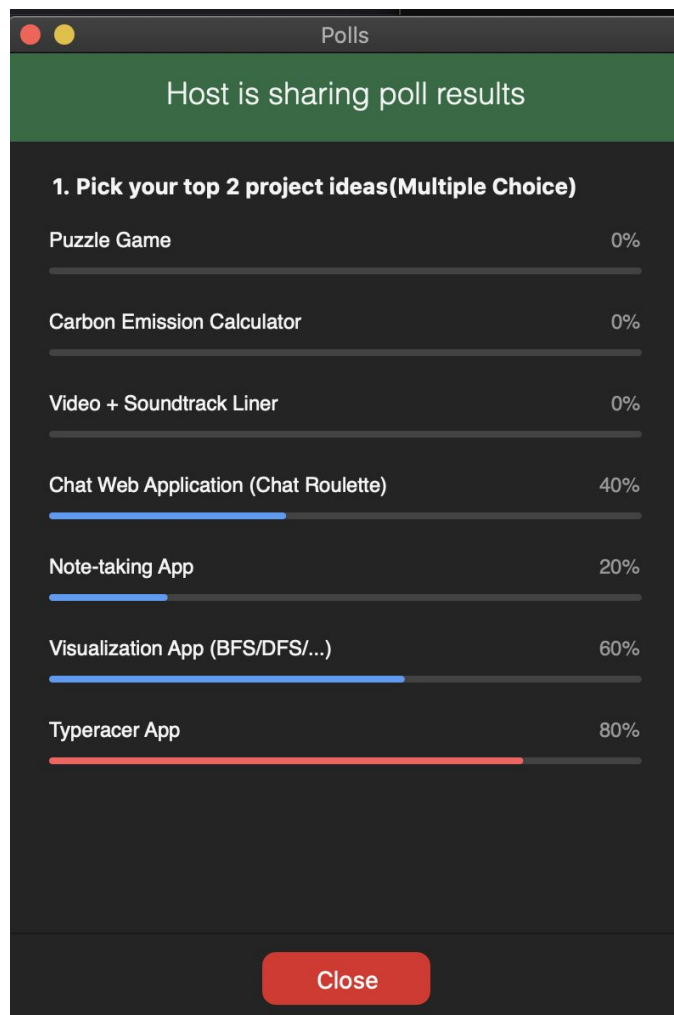 Polls
Host is sharing poll results
1. Pick your top 2 project ideas(Multiple Choice)
Puzzle Game 0%
Carbon Emission Calculator 0%
Video + Soundtrack Liner 0%
Chat Web Application (Chat Roulette) 40%
Note-taking App 20%
Visualization App (BFS/DFS/...) 60%
Typeracer App 80%
Close